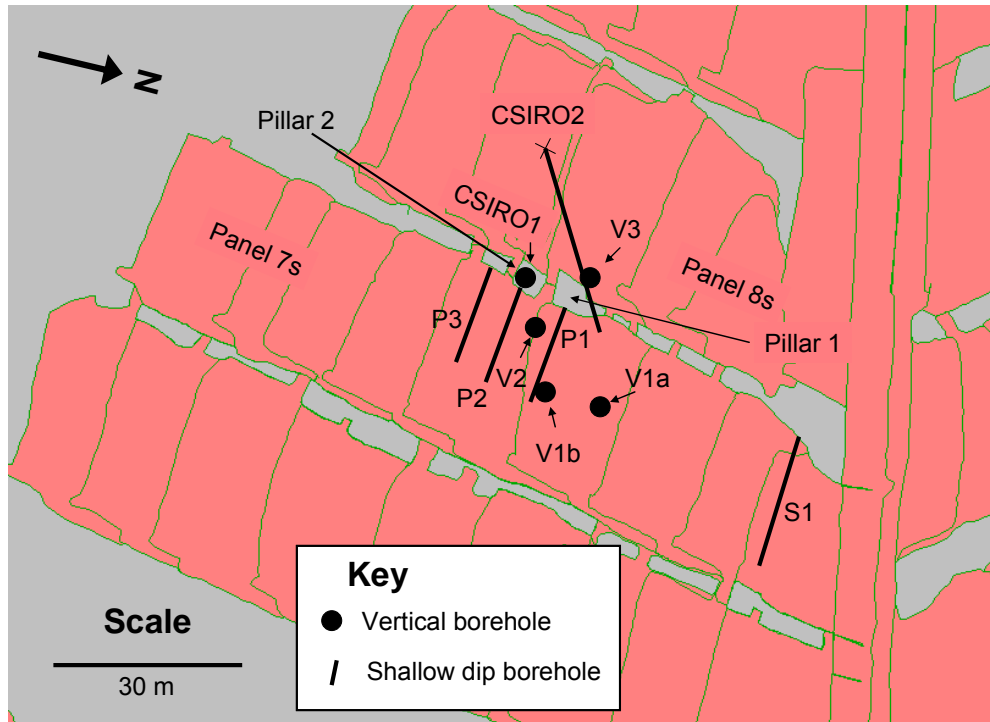 N
Pillar 2
CSIRO2
CSIRO1
V3
Panel 7s
Panel 8s
P3
P1
Pillar 1
P2
V2
V1a
V1b
S1
Key
Vertical borehole
Shallow dip borehole
Scale
30 m